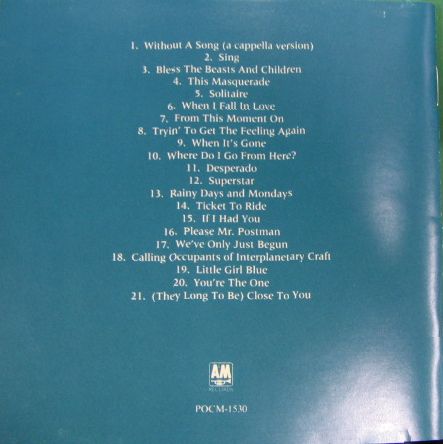 1. Without A Song (a cappella version)
2. Sing
3. Bless The Beasts And Children
4. This Masquerade
5. Solitaire
6. When I Fall In Love
7. From This Moment On
8. Tryin' To Get The Feeling Again
9. When It's Gone
10. Where Do I Go From Here?
11. Desperado
12. Superstar
13. Rainy Days and Mondays
14. Ticket To Ride
15. If I Had You
16. Please Mr. Postman
17. We've Only Just Begun
18. Calling Occupants of Interplanetary Craft
19. Little Girl Blue
20. You're The One
21. (They Long To Be) Close To You
AM
RECORDS
POCM-1530